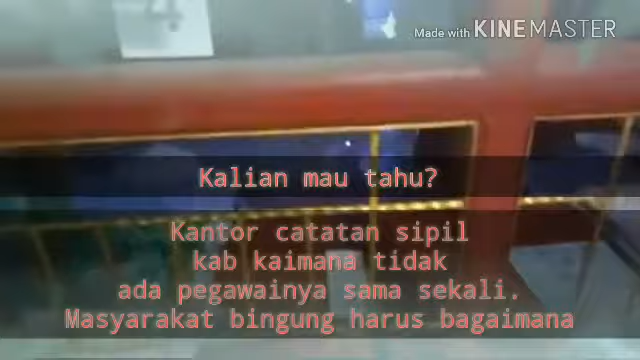 Made with KINEMASTER
Kalian mau tahu?
Kantor catatan sipil
kab kaimana tidak
ada pegawainya sama sekali.
Masyarakat bingung harus bagaimana